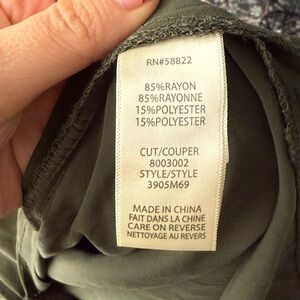 RN#58822
85%RAYON
85%RAYONNE
15%POLYESTER
15%POLYESTER
CUT/COUPER
8003002
STYLE/STYLE
3905M69
MADE IN CHINA
FAIT DANS LA CHINE
CARE ON REVERSE
NETTOYAGE AU REVERS